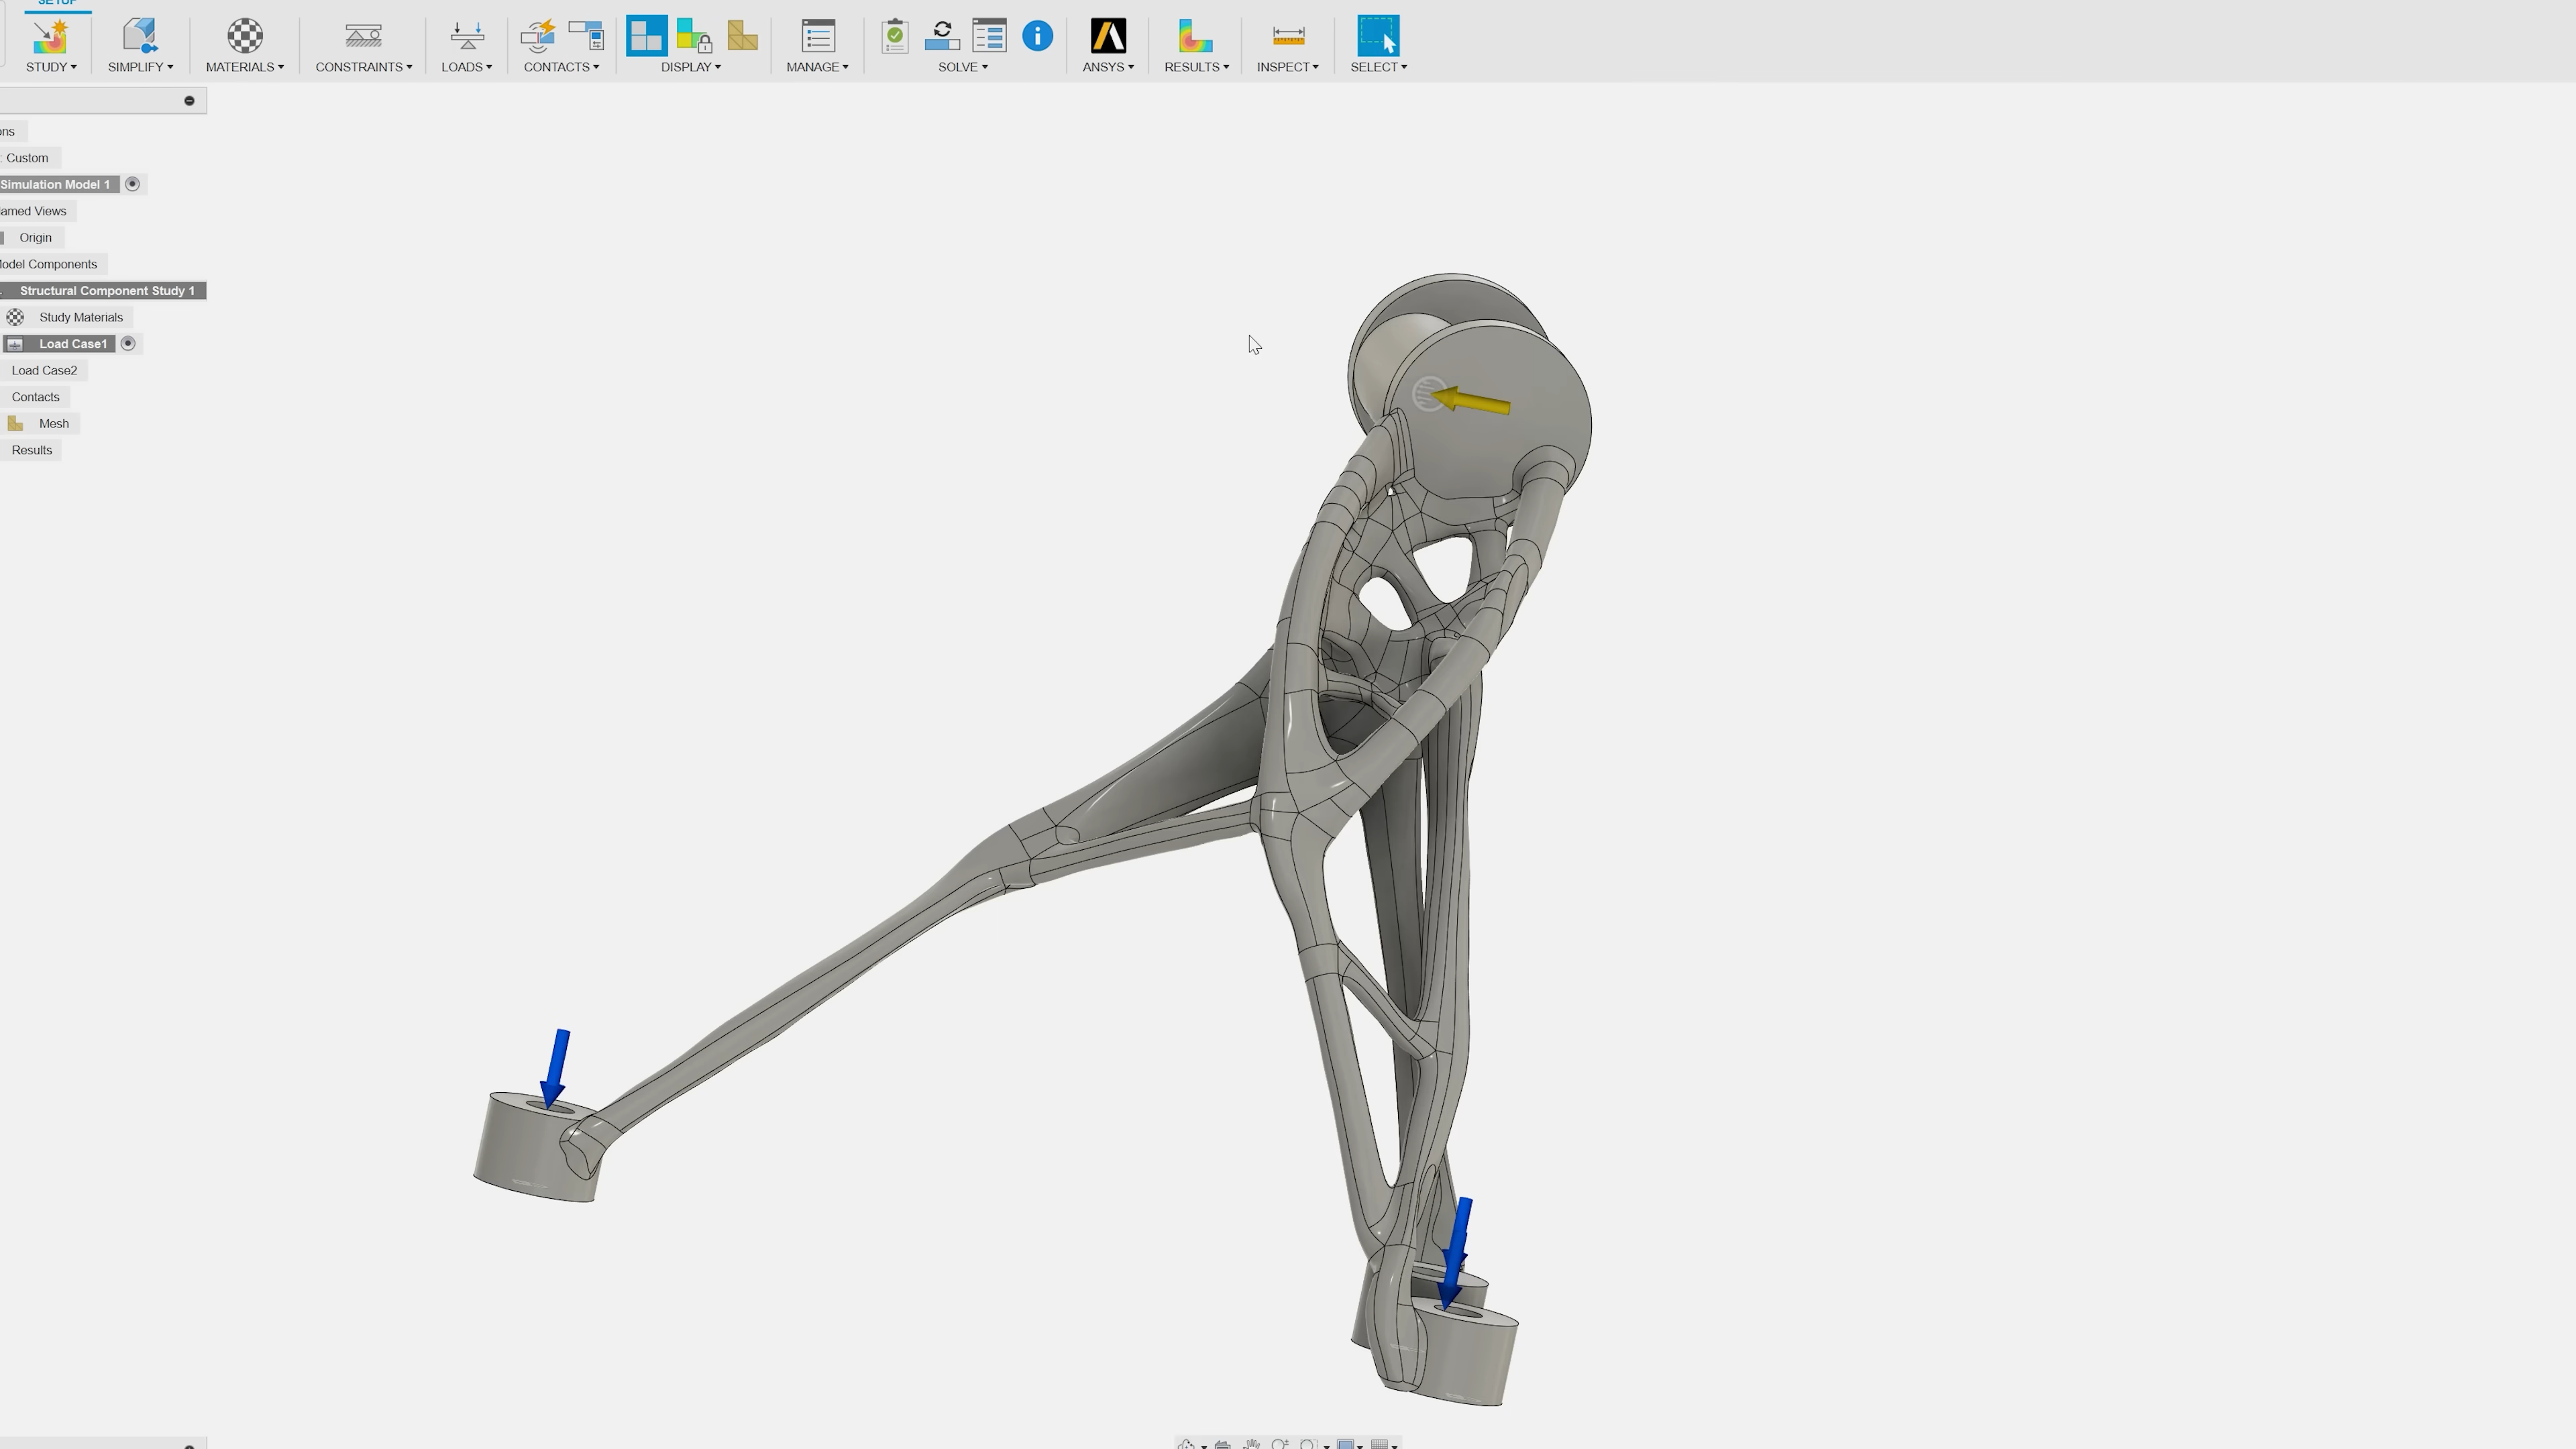 SETUP
STUDY SIMPLIFY MATERIALS CONSTRAINTS LOADS CONTACTS DISPLAY MANAGE SOLVE ANSYS RESULTS INSPECT SELECT
ons
: Custom
Simulation Model 1
amed Views
Origin
Model Components
Structural Component Study 1
Study Materials
Load Case1
Load Case2
Contacts
Mesh
Results